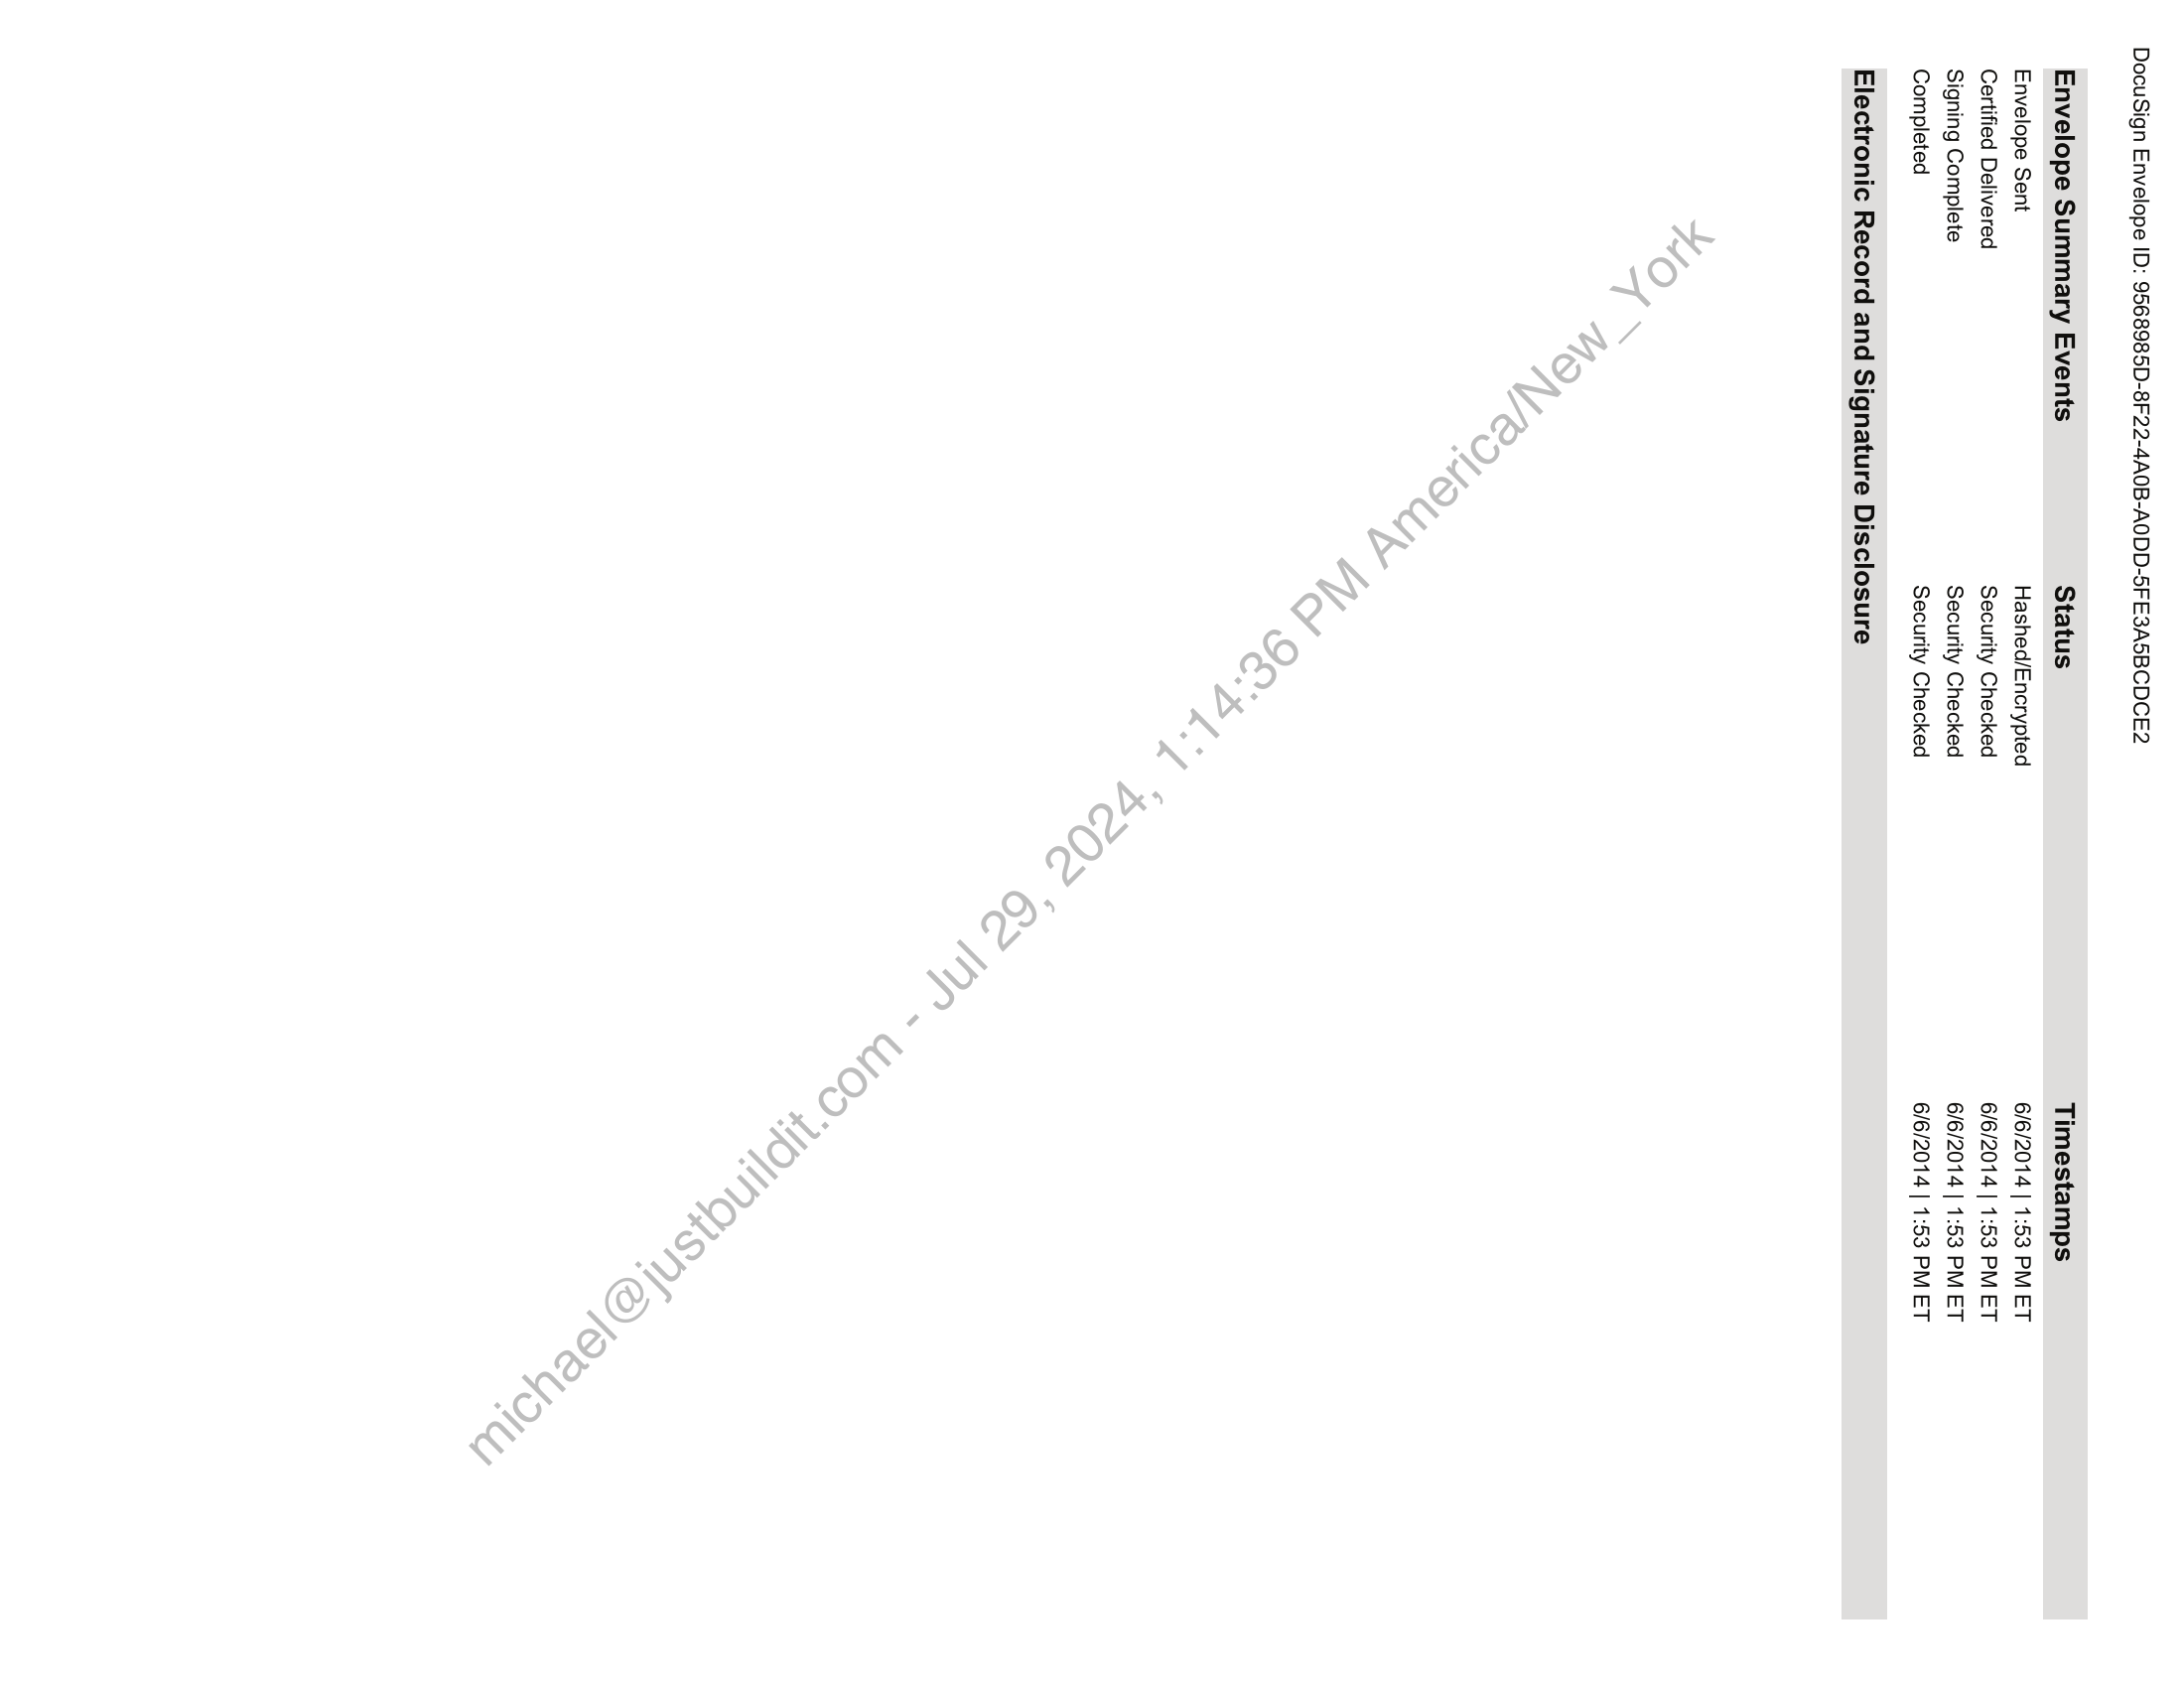 DocuSign Envelope ID: 9568985D-8F22-4A0B-A0DD-5FE3A5BCDCE2
Envelope Summary Events Status Timestamps
Envelope Sent Hashed/Encrypted 6/6/2014 | 1:53 PM ET
Certified Delivered Security Checked 6/6/2014 | 1:53 PM ET
Signing Complete Security Checked 6/6/2014 | 1:53 PM ET
Completed Security Checked 6/6/2014 | 1:53 PM ET
Electronic Record and Signature Disclosure
michael@justbuildit.com - Jul 29, 2024, 1:14:36 PM America/New_York